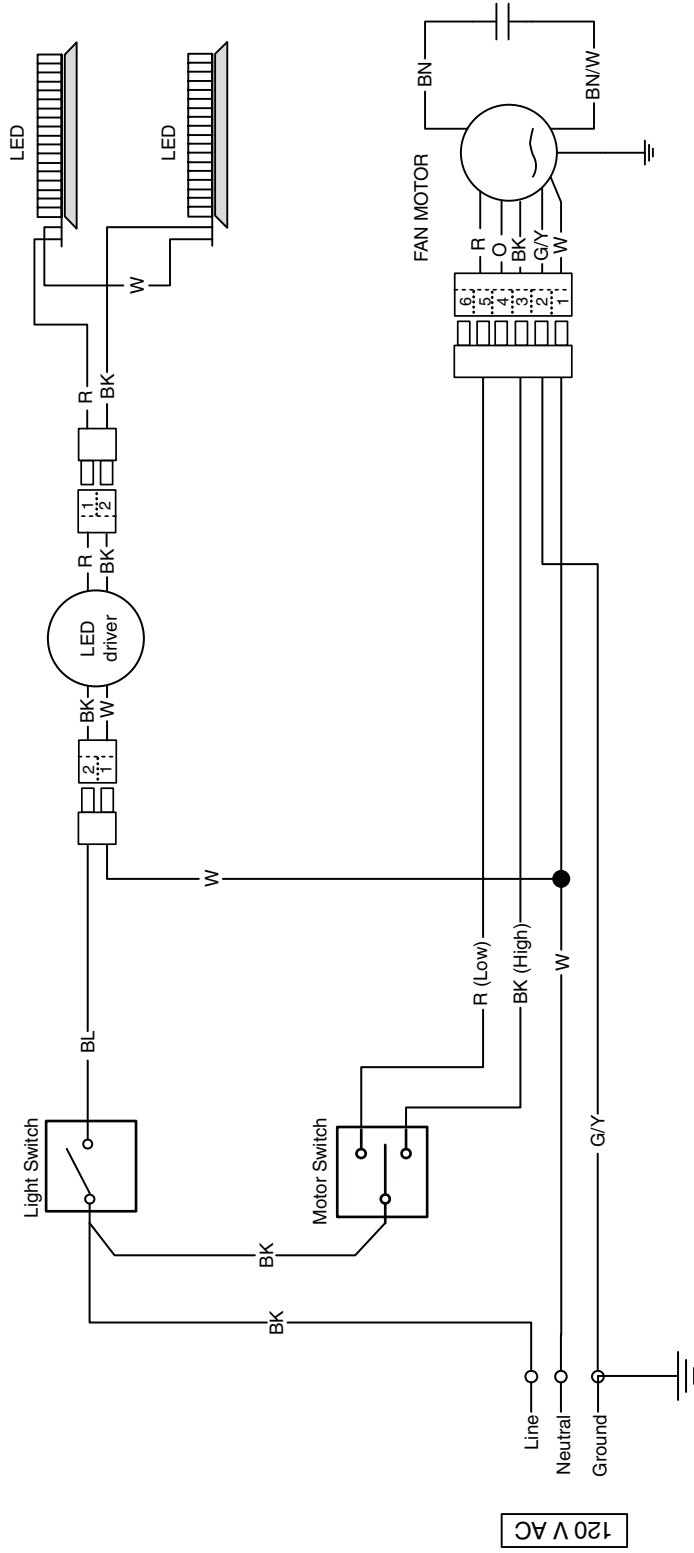 120 V AC
Line
Neutral
Ground
BK
BK
Light Switch
BL
Motor Switch
R (Low)
BK (High)
W
G/Y
W
2
1
BK
W
LED
driver
R
BK
1
2
R
BK
W
LED
LED
FAN MOTOR
6
5
4
3
2
1
R
O
BK
G/Y
W
BN
BN/W